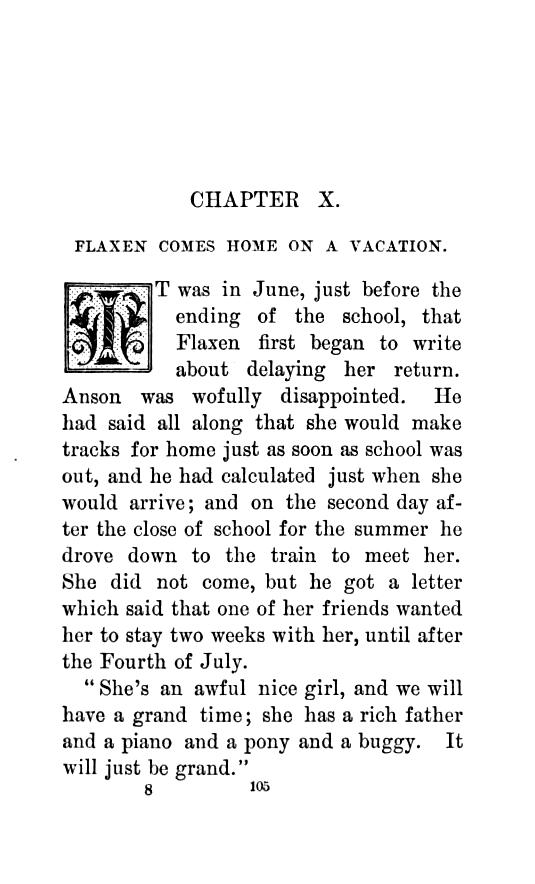 CHAPTER X.
FLAXEN COMES HOME ON A VACATION.
IT was in June, just before the
ending of the school, that
Flaxen first began to write
about delaying her return.
Anson was wofully disappointed. He
had said all along that she would make
tracks for home just as soon as school was
out, and he had calculated just when she
would arrive; and on the second day af-
ter the close of school for the summer he
drove down to the train to meet her.
She did not come, but he got a letter
which said that one of her friends wanted
her to stay two weeks with her, until after
the Fourth of July.
“She’s an awful nice girl, and we will
have a grand time; she has a rich father
and a piano and a pony and a buggy. It
will just be grand.”
8 105